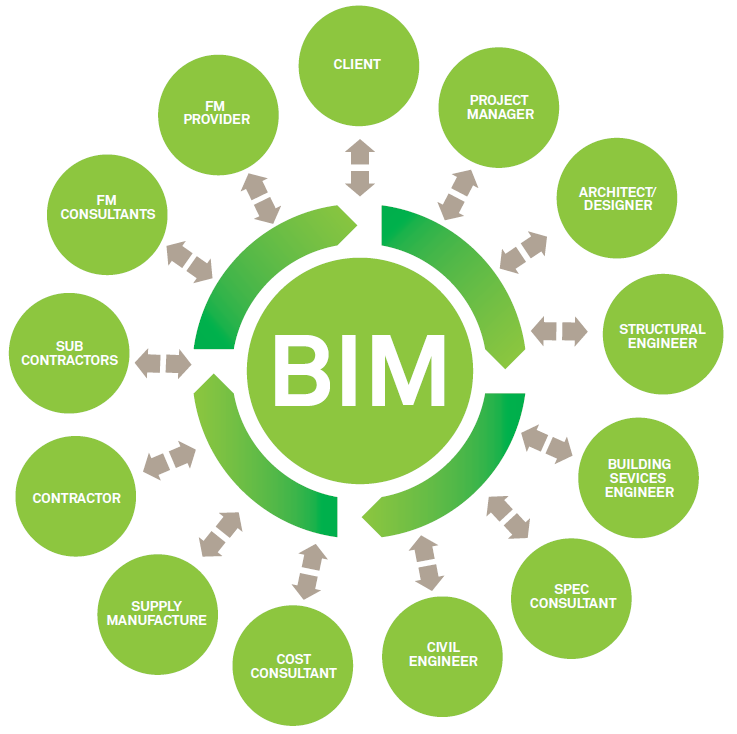 CLIENT
PROJECT
MANAGER
ARCHITECT/
DESIGNER
STRUCTURAL
ENGINEER
BUILDING
SEVICES
ENGINEER
SPEC
CONSULTANT
CIVIL
ENGINEER
COST
CONSULTANT
SUPPLY
MANUFACTURE
CONTRACTOR
SUB
CONTRACTORS
FM
CONSULTANTS
FM
PROVIDER
BIM